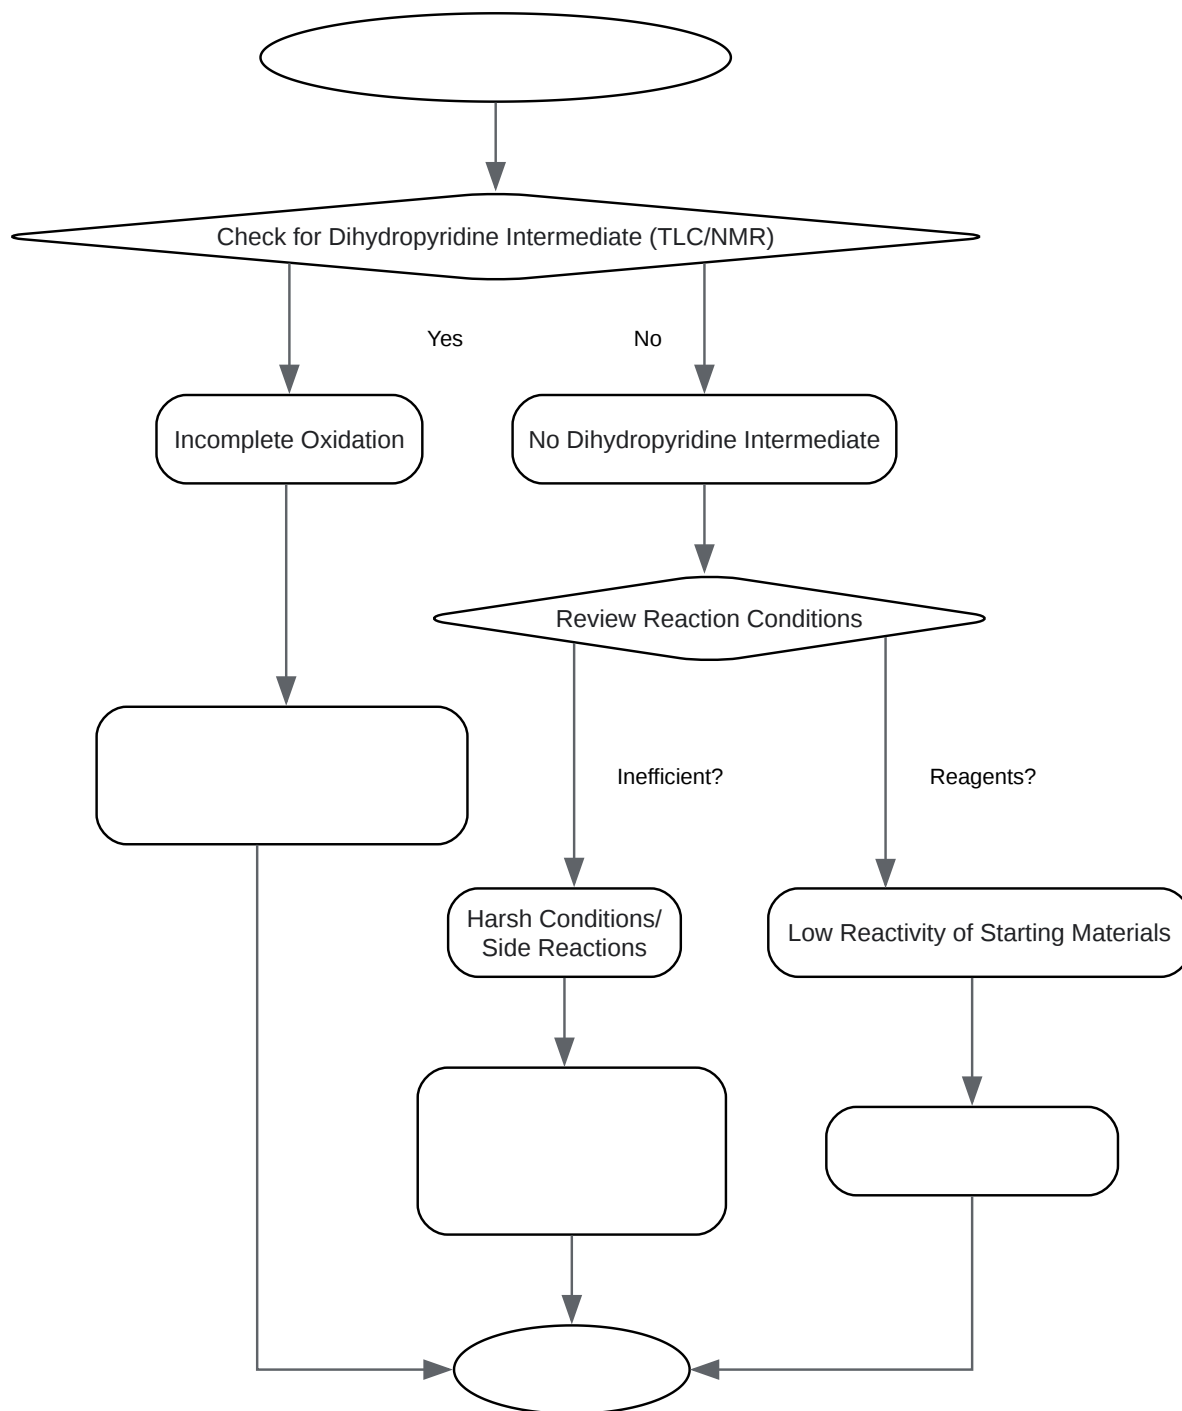 Check for Dihydropyridine Intermediate (TLC/NMR)
Yes
No
Incomplete Oxidation
No Dihydropyridine Intermediate
Review Reaction Conditions
Inefficient?
Reagents?
Harsh Conditions/
Side Reactions
Low Reactivity of Starting Materials